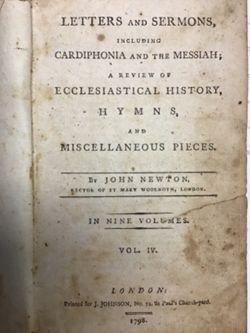 LETTERS AND SERMONS,
INCLUDING
CARDIPHONIA AND THE MESSIAH;
A REVIEW OF
ECCLESIASTICAL HISTORY,
HYMNS,
AND
MISCELLANEOUS PIECES.
BY JOHN NEWTON,
RECTOR OF ST MARY WOOLNOTH, LONDON.
IN NINE VOLUMES.
VOL. IV.
LONDON:
Printed for J. JOHNSON, No. 72. St Paul's Church-yard.
1798.